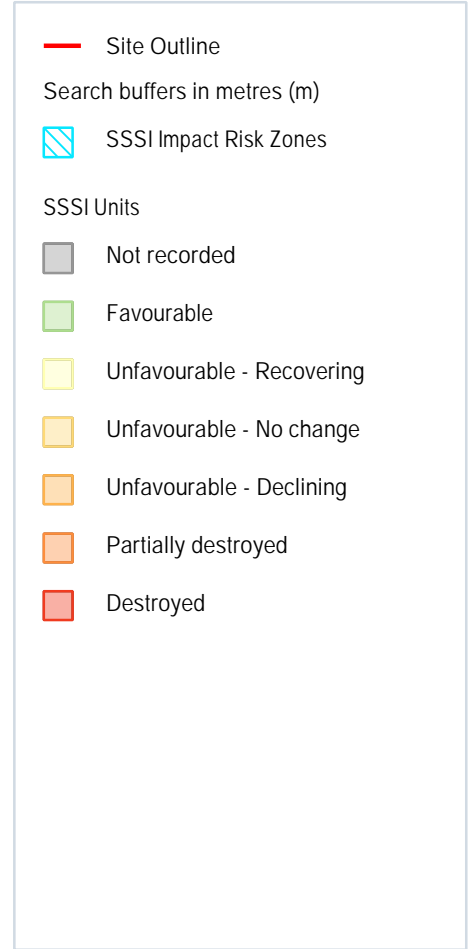 Site Outline
Search buffers in metres (m)
SSSI Impact Risk Zones
SSSI Units
Not recorded
Favourable
Unfavourable - Recovering
Unfavourable - No change
Unfavourable - Declining
Partially destroyed
Destroyed